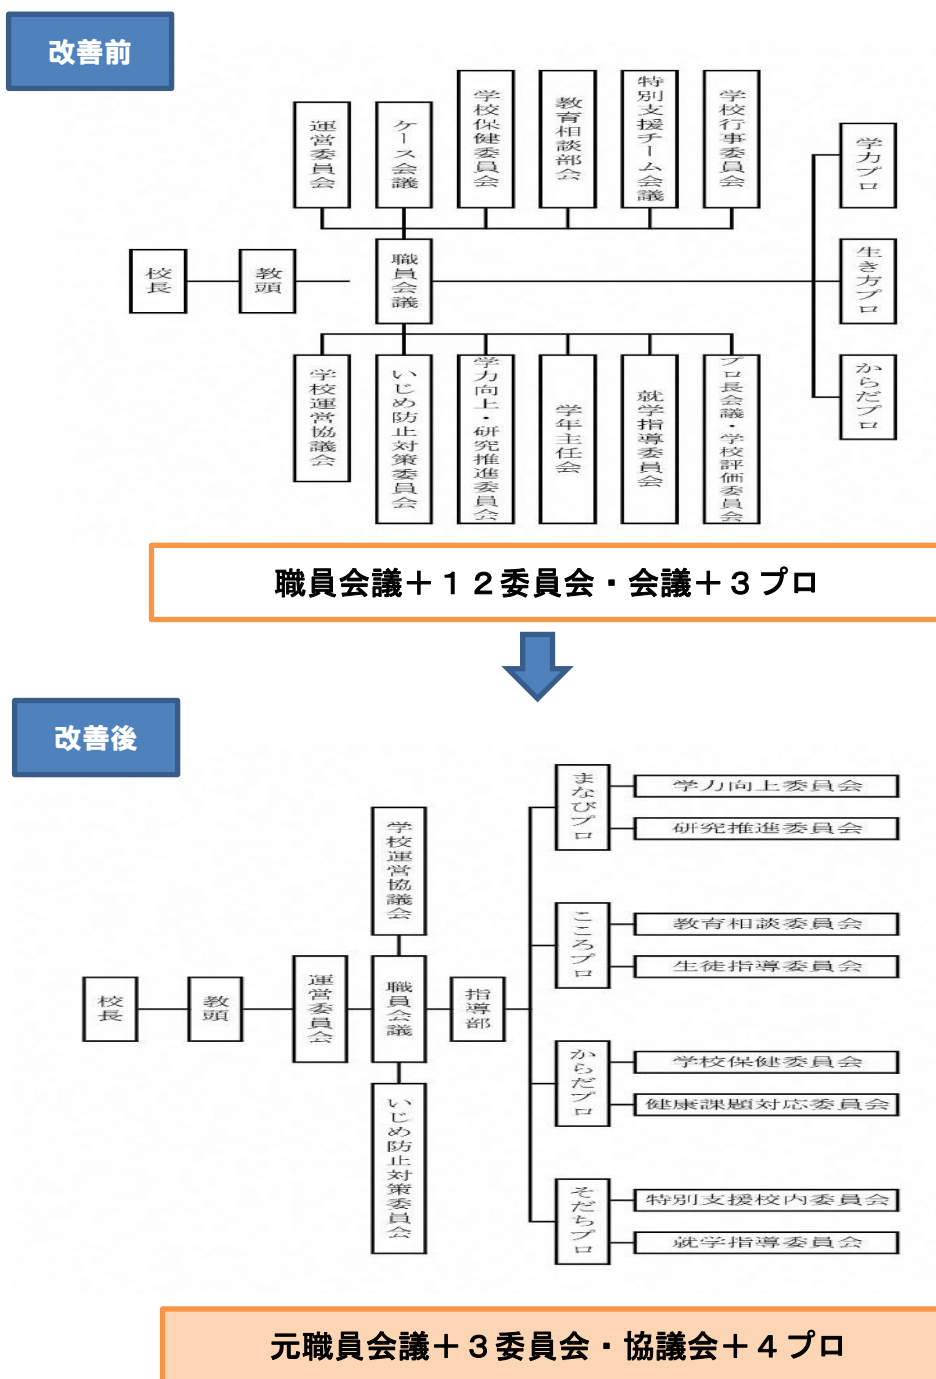 改善前
運営委員会
ケース会議
学校保健委員会
教育相談部会
特別支援チーム会議
学校行事委員会
校長
教頭
職員会議
学力プロ
生き方プロ
からだプロ
学校運営協議会
いじめ防止対策委員会
学力向上・研究推進委員会
学年主任会
就学指導委員会
プロ長会議・学校評価委員会
職員会議＋１２委員会・会議＋３プロ
改善後
校長
教頭
運営委員会
学校運営協議会
職員会議
いじめ防止対策委員会
指導部
まなびプロ
学力向上委員会
研究推進委員会
こころプロ
教育相談委員会
生徒指導委員会
からだプロ
学校保健委員会
健康課題対応委員会
そだちプロ
特別支援校内委員会
就学指導委員会
元職員会議＋３委員会・協議会＋４プロ